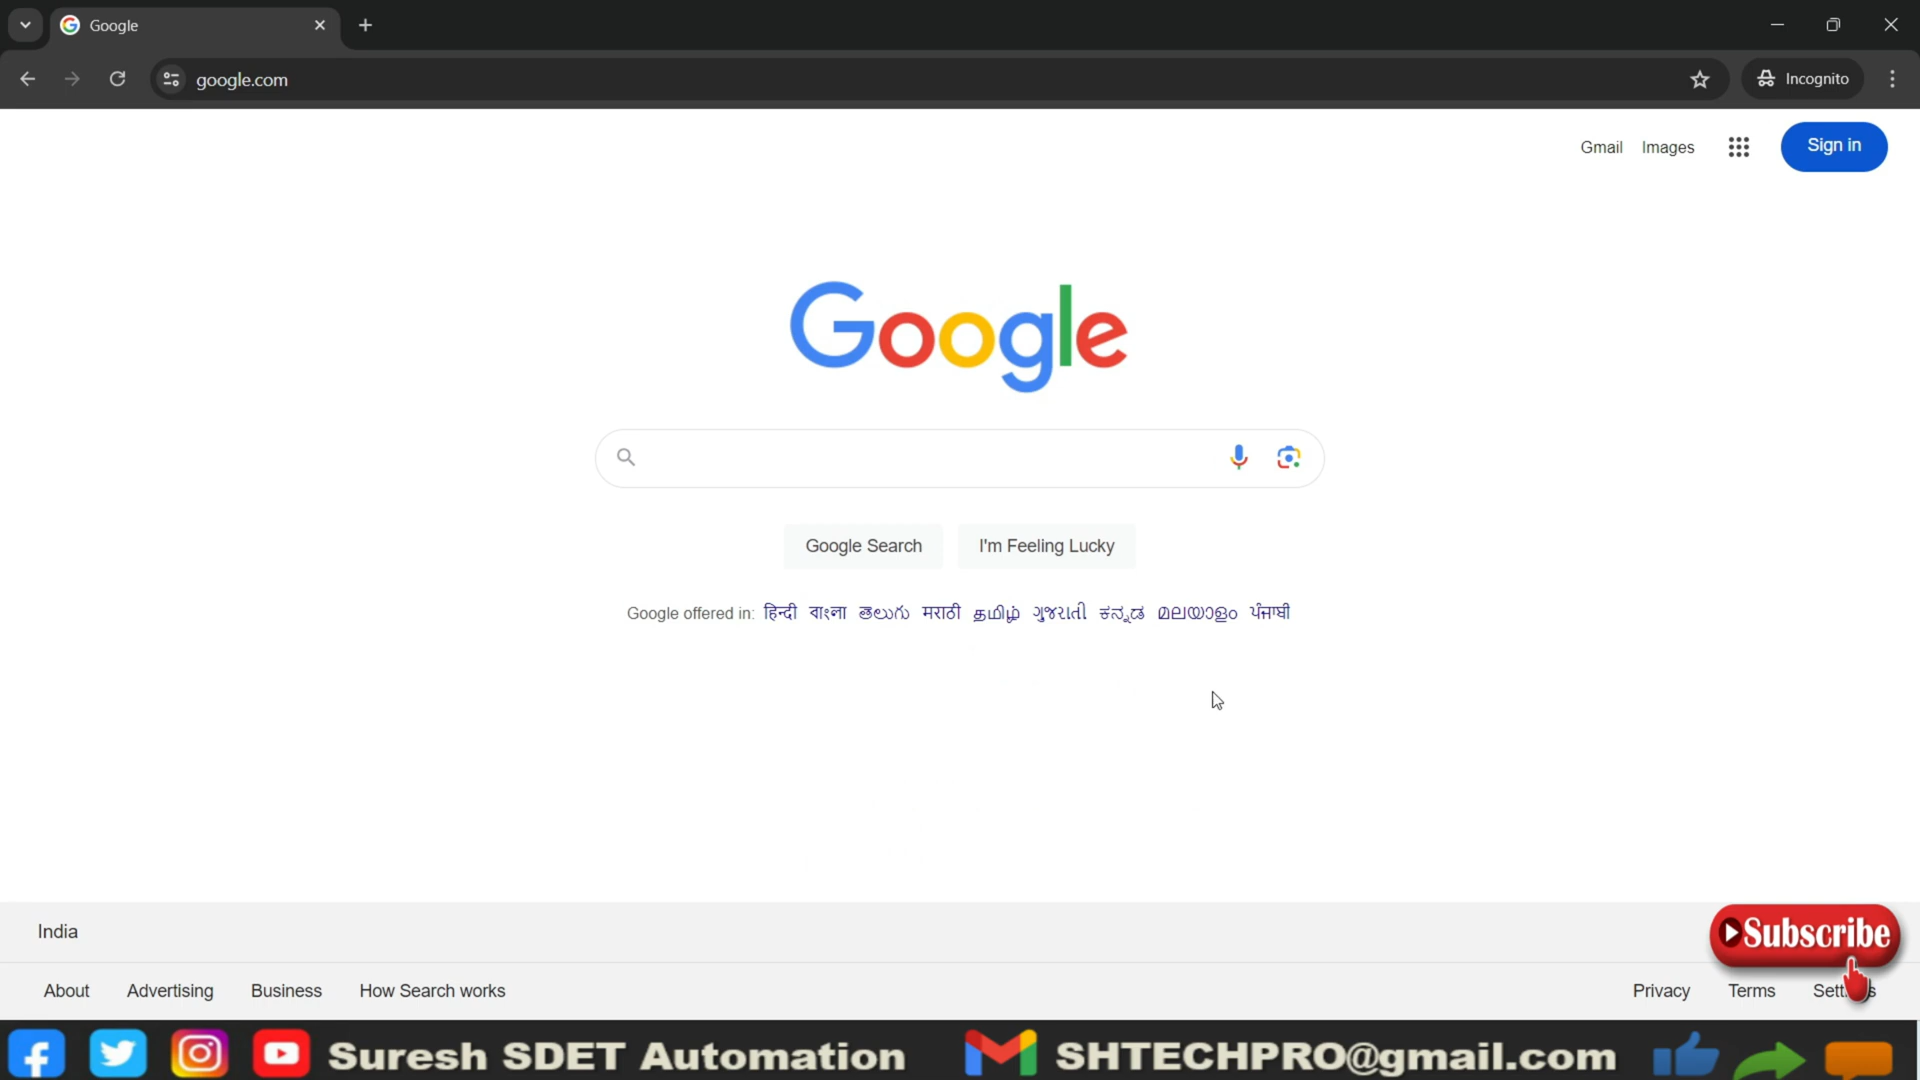 Google
google.com
Incognito
Gmail Images
Sign in
Google
Google Search
I'm Feeling Lucky
Google offered in: हिन्दी বাংলা తెలుగు मराठी தமிழ் ગુજરાતી ಕನ್ನಡ മലയാളം ਪੰਜਾਬੀ
India
Subscribe
About Advertising Business How Search works
Privacy Terms
Suresh SDET Automation SHTECHPRO@gmail.com